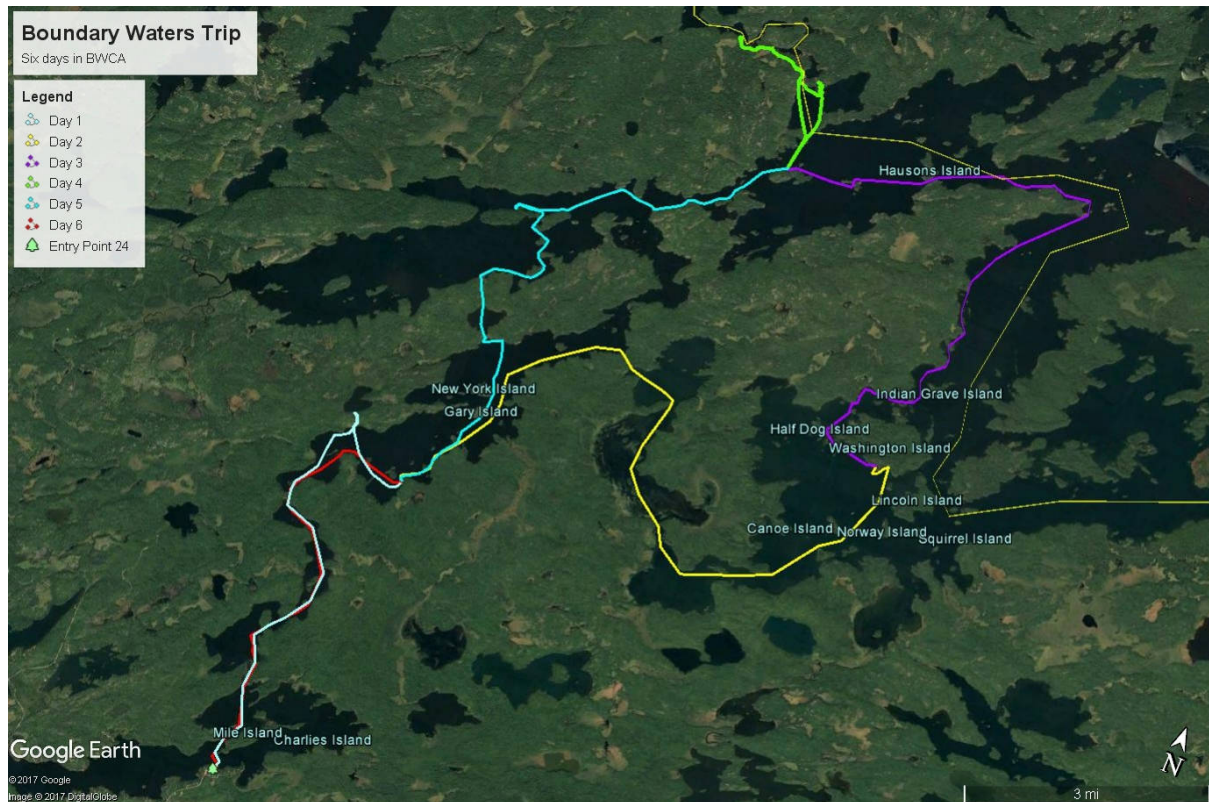 Boundary Waters Trip
Six days in BWCA
Legend
Day 1
Day 2
Day 3
Day 4
Day 5
Day 6
Entry Point 24
Hausons Island
New York Island
Gary Island
Indian Grave Island
Half Dog Island
Washington Island
Lincoln Island
Canoe Island
Norway Island
Squirrel Island
Mile Island
Charlies Island
Google Earth
©2017 Google
Image © 2017 DigitalGlobe
N
3 mi